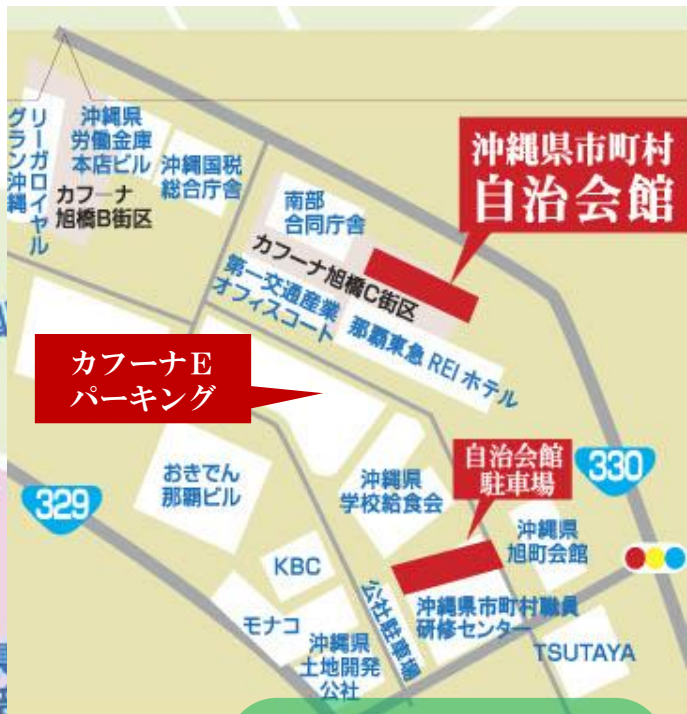 リーガロイヤル
グラン沖縄
沖縄県
労働金庫
本店ビル
カフーナ
旭橋B街区
沖縄国税
総合庁舎
沖縄県市町村
自治会館
南部
合同庁舎
カフーナ旭橋C街区
第一交通産業
オフィスコート
那覇東急 REIホテル
カフーナE
パーキング
おきでん
那覇ビル
329
沖縄県
学校給食会
自治会館
駐車場
330
沖縄県
旭町会館
KBC
モナコ
沖縄県
土地開発
公社
公社駐車場
沖縄県市町村職員
研修センター
TSUTAYA